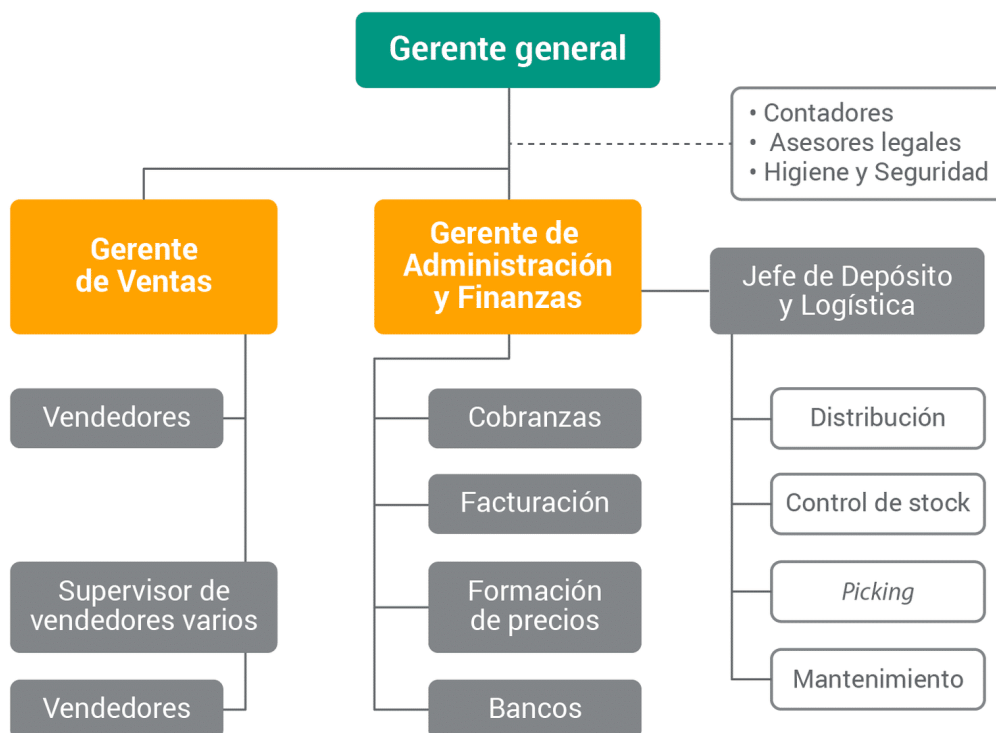 Gerente general
• Contadores
• Asesores legales
• Higiene y Seguridad
Gerente
de Ventas
Gerente de
Administración
y Finanzas
Jefe de Depósito
y Logística
Vendedores
Cobranzas
Distribución
Facturación
Control de stock
Supervisor de
vendedores varios
Formación
de precios
Picking
Vendedores
Bancos
Mantenimiento